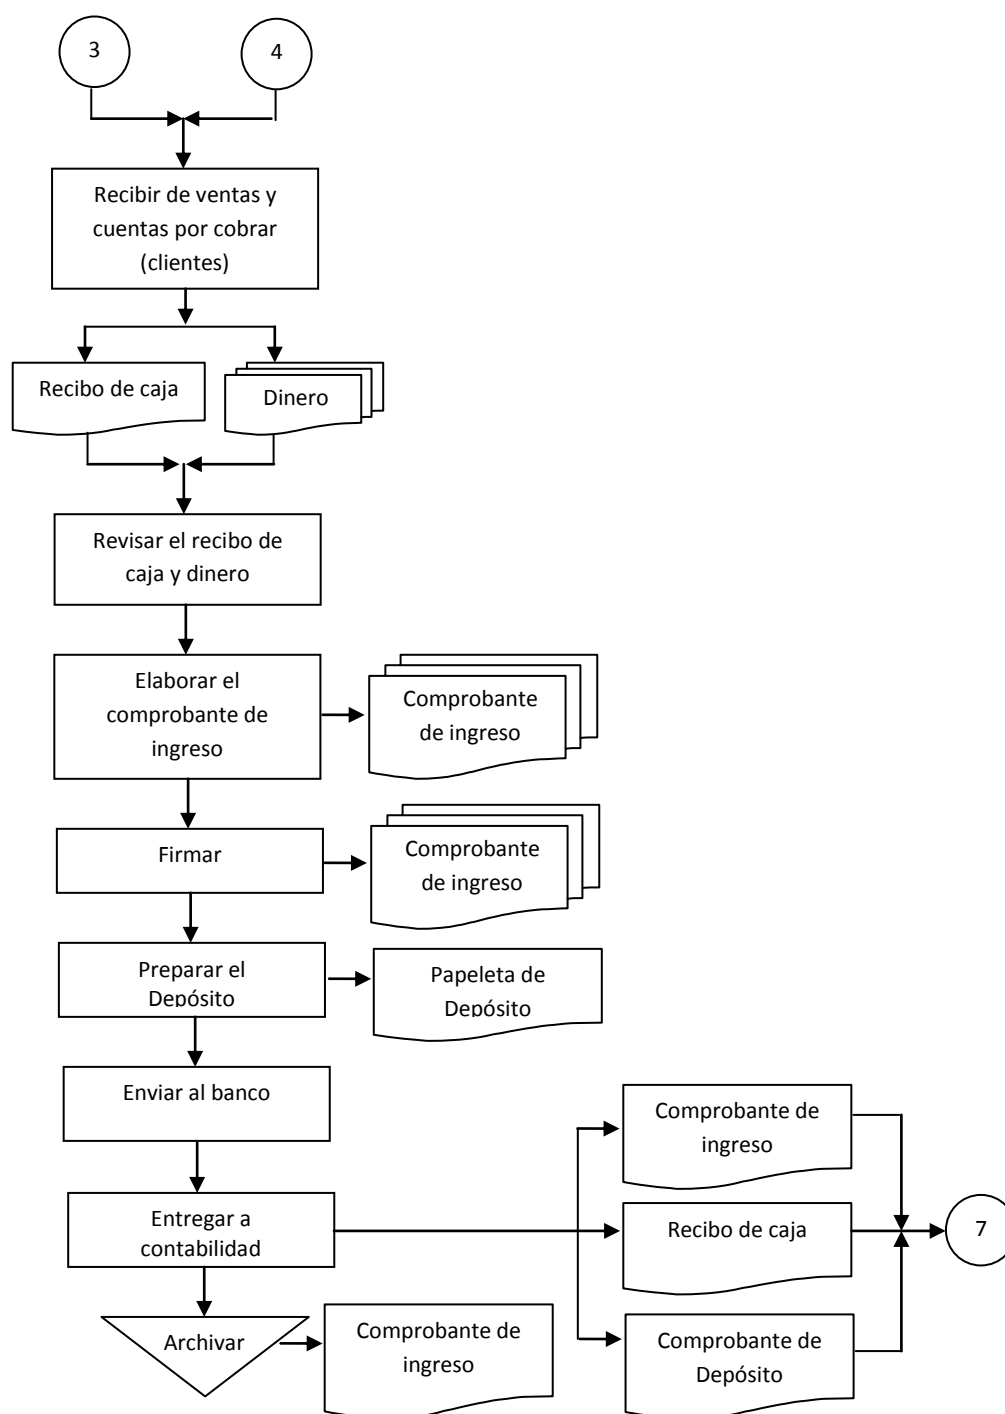 3
4
Recibir de ventas y
cuentas por cobrar
(clientes)
Recibo de caja
Dinero
Revisar el recibo de
caja y dinero
Elaborar el
comprobante de
ingreso
Comprobante
de ingreso
Firmar
Comprobante
de ingreso
Preparar el
Depósito
Papeleta de
Depósito
Enviar al banco
Comprobante de
ingreso
Entregar a
contabilidad
Recibo de caja
7
Archivar
Comprobante de
ingreso
Comprobante de
Depósito